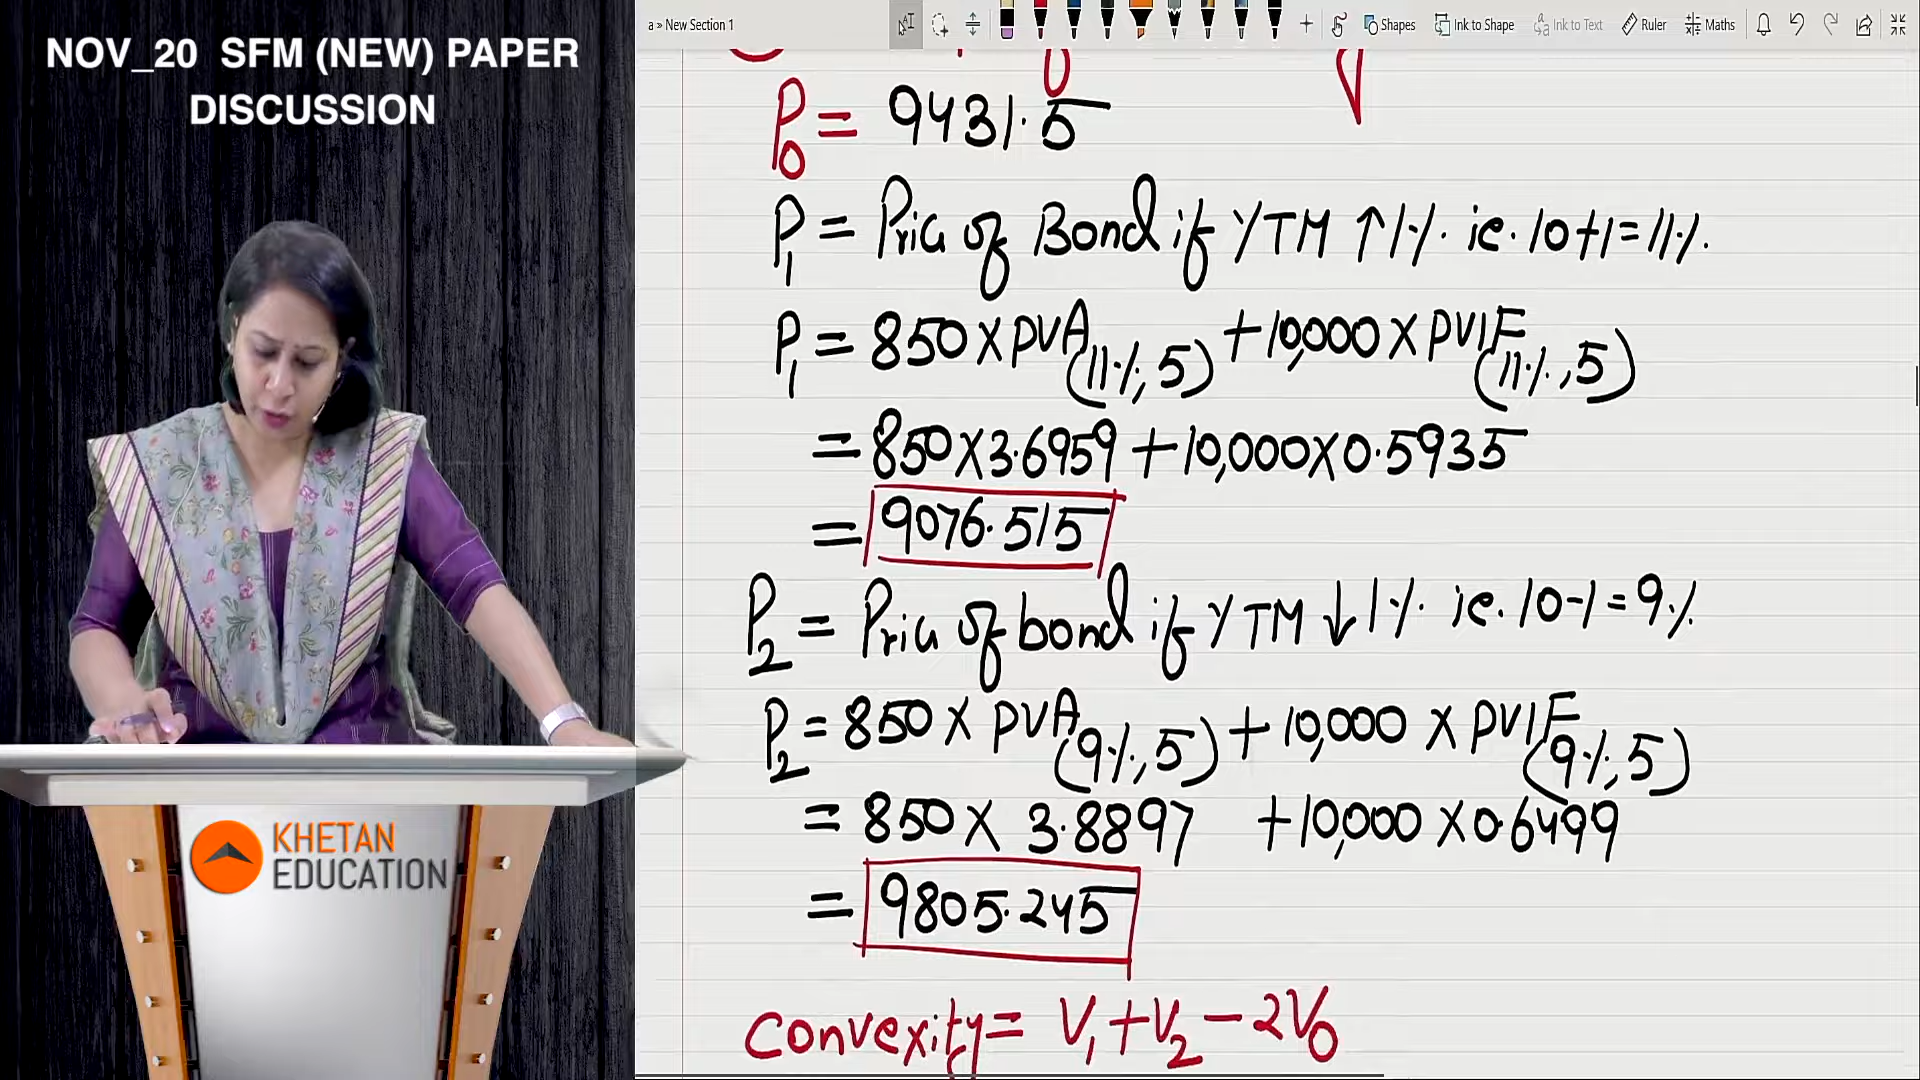 NOV_20 SFM (NEW) PAPER
DISCUSSION
a » New Section 1
Shapes
Ink to Shape
Ink to Text
Ruler
Maths
P0 = 9431.5
P1 = Price of Bond if YTM ↑ 1%. ie. 10+1=11%.
P1 = 850 X PVA(11%, 5) + 10,000 X PVIF(11%, 5)
= 850 X 3.6959 + 10,000 X 0.5935
= 9076.515
P2 = Price of bond if YTM ↓ 1%. ie. 10-1=9%
P2 = 850 X PVA(9%, 5) + 10,000 X PVIF(9%, 5)
= 850 X 3.8897 + 10,000 X 0.6499
= 9805.245
Convexity = V1 + V2 - 2V0
KHETAN
EDUCATION